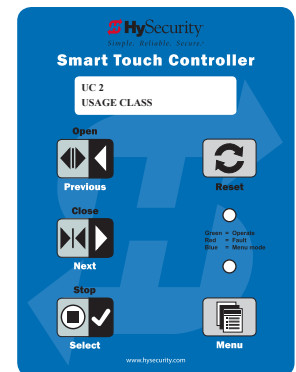 HySecurity
Simple. Reliable. Secure.
Smart Touch Controller
UC 2
USAGE CLASS
Open
Previous
Reset
Close
Next
Green = Operate
Red = Fault
Blue = Menu mode
Stop
Select
Menu
www.hysecurity.com